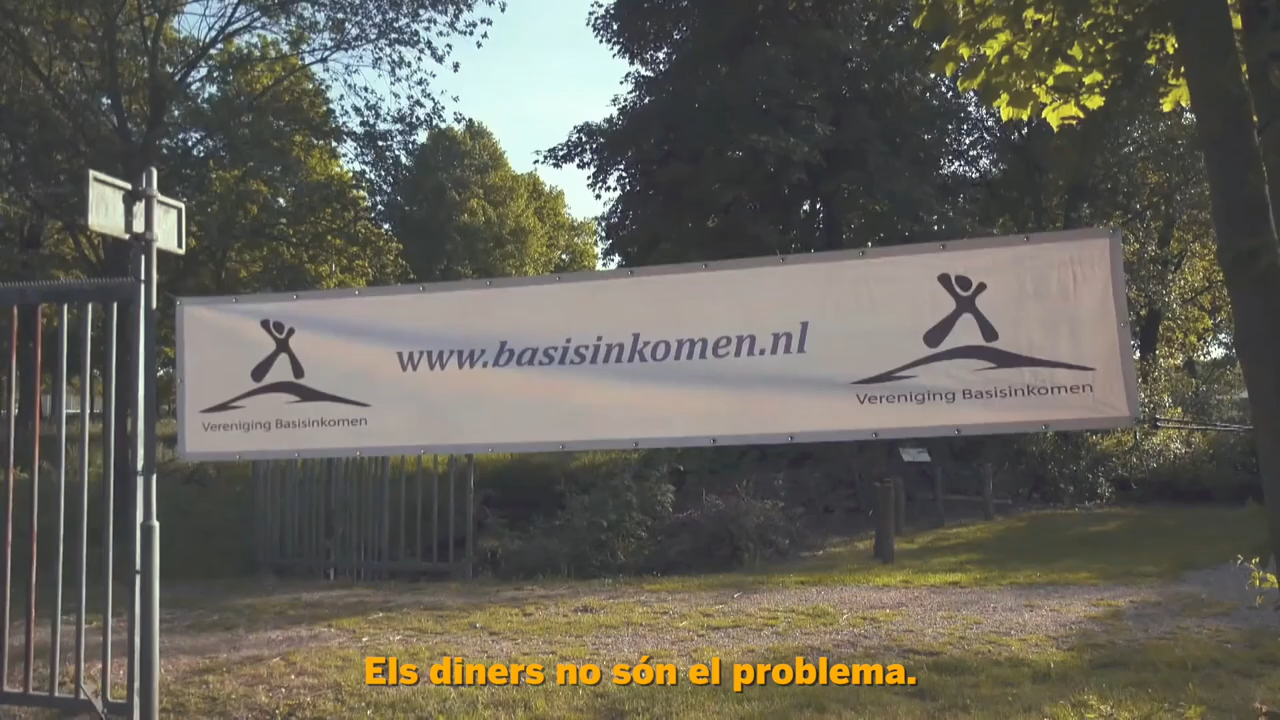 www.basisinkomen.nl
Vereniging Basisinkomen
Vereniging Basisinkomen
Els diners no són el problema.